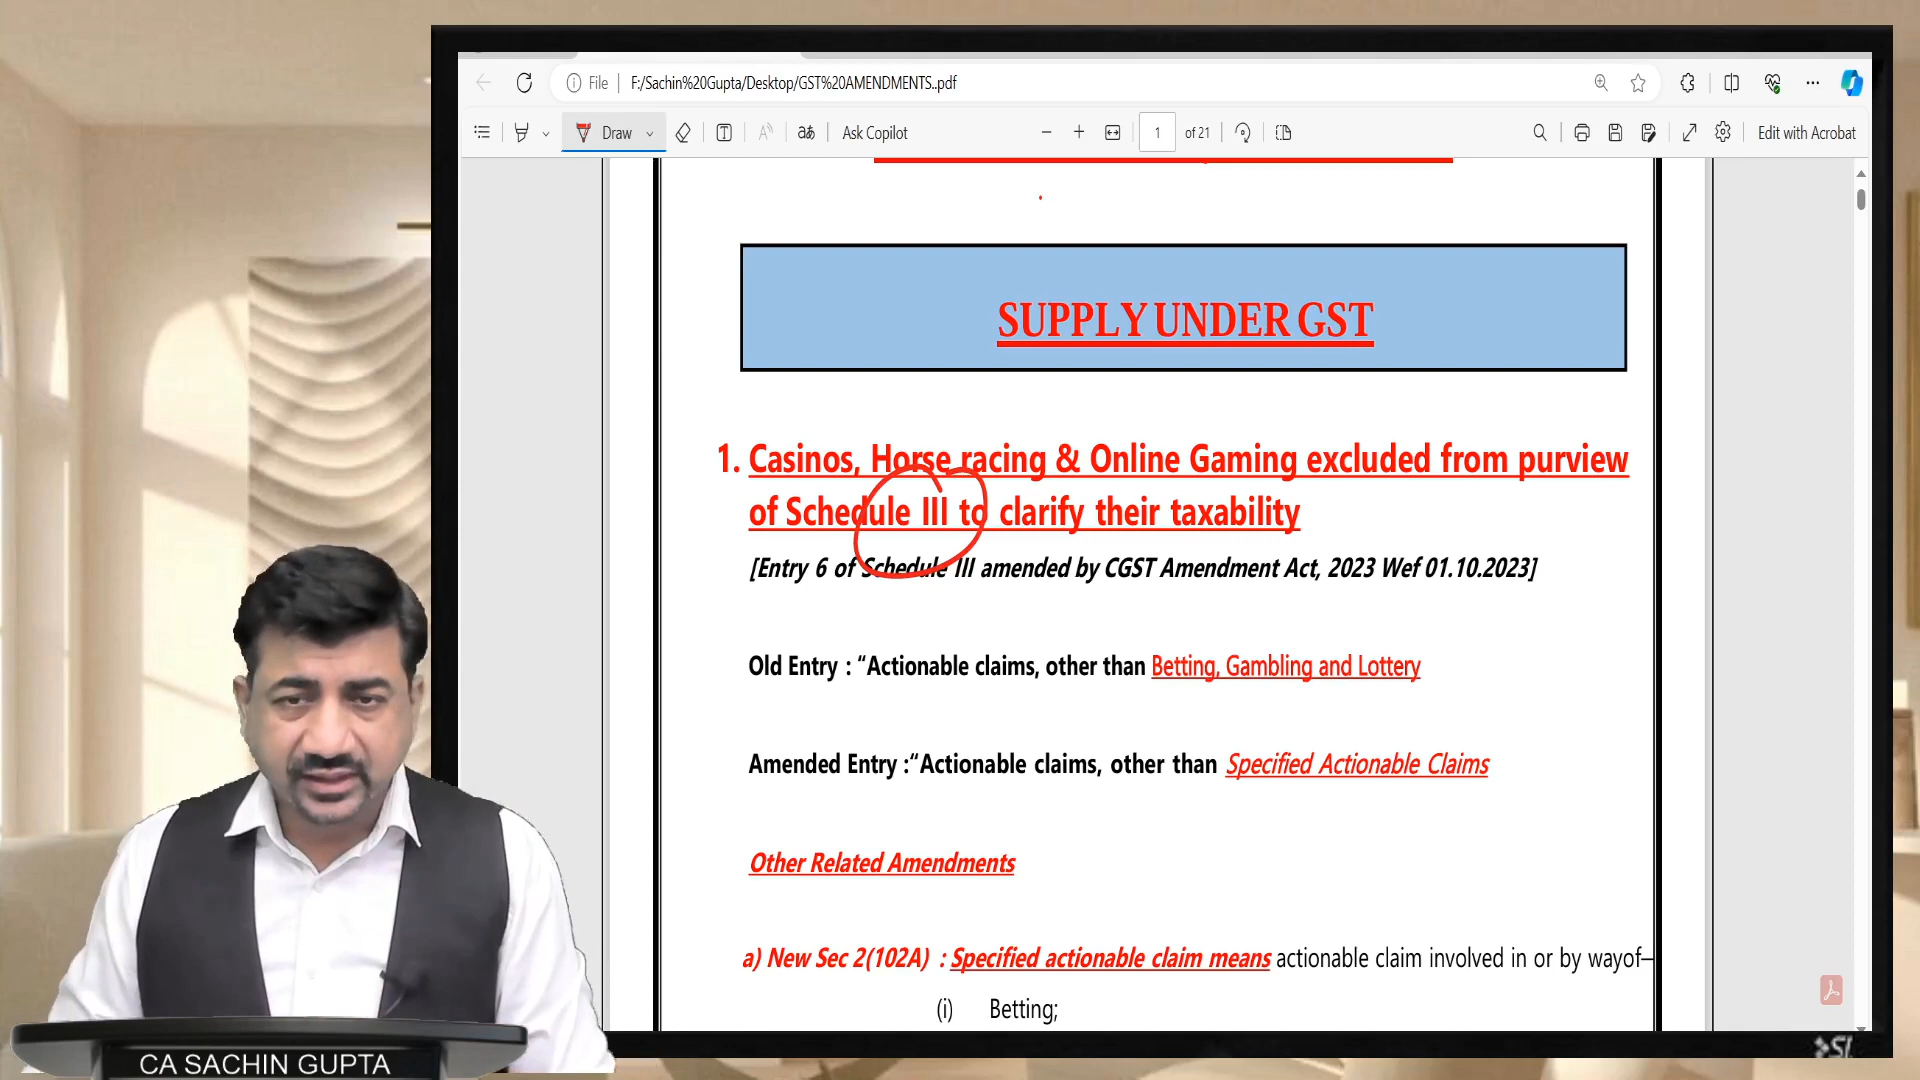 File F:/Sachin%20Gupta/Desktop/GST%20AMENDMENTS..pdf
Draw Ask Copilot 1 of 21 Edit with Acrobat
SUPPLY UNDER GST
1. Casinos, Horse racing & Online Gaming excluded from purview
of Schedule III to clarify their taxability
[Entry 6 of Schedule III amended by CGST Amendment Act, 2023 Wef 01.10.2023]
Old Entry : “Actionable claims, other than Betting, Gambling and Lottery
Amended Entry :“Actionable claims, other than Specified Actionable Claims
Other Related Amendments
a) New Sec 2(102A) : Specified actionable claim means actionable claim involved in or by wayof–
(i) Betting;
CA SACHIN GUPTA